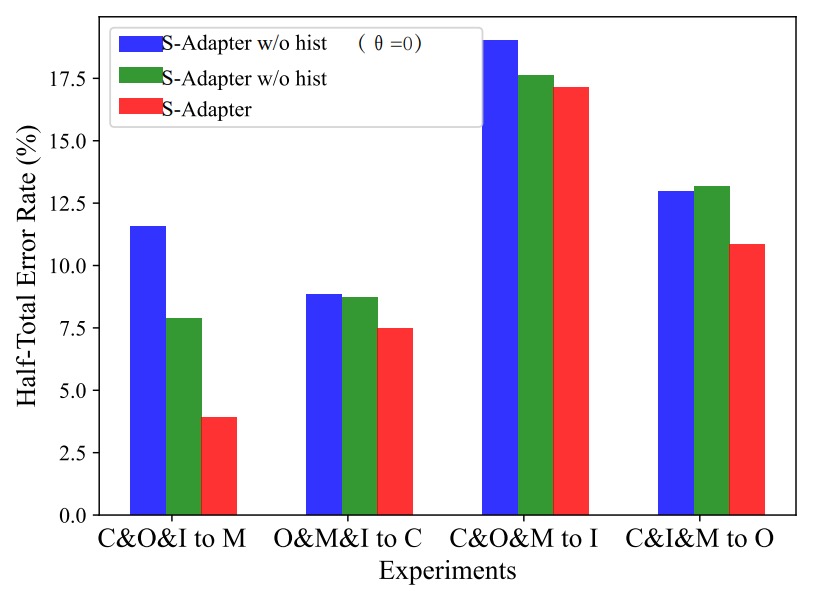 S-Adapter w/o hist ( θ =0)
S-Adapter w/o hist
S-Adapter
17.5
15.0
12.5
10.0
7.5
5.0
2.5
0.0
Half-Total Error Rate (%)
C&O&I to M O&M&I to C C&O&M to I C&I&M to O
Experiments